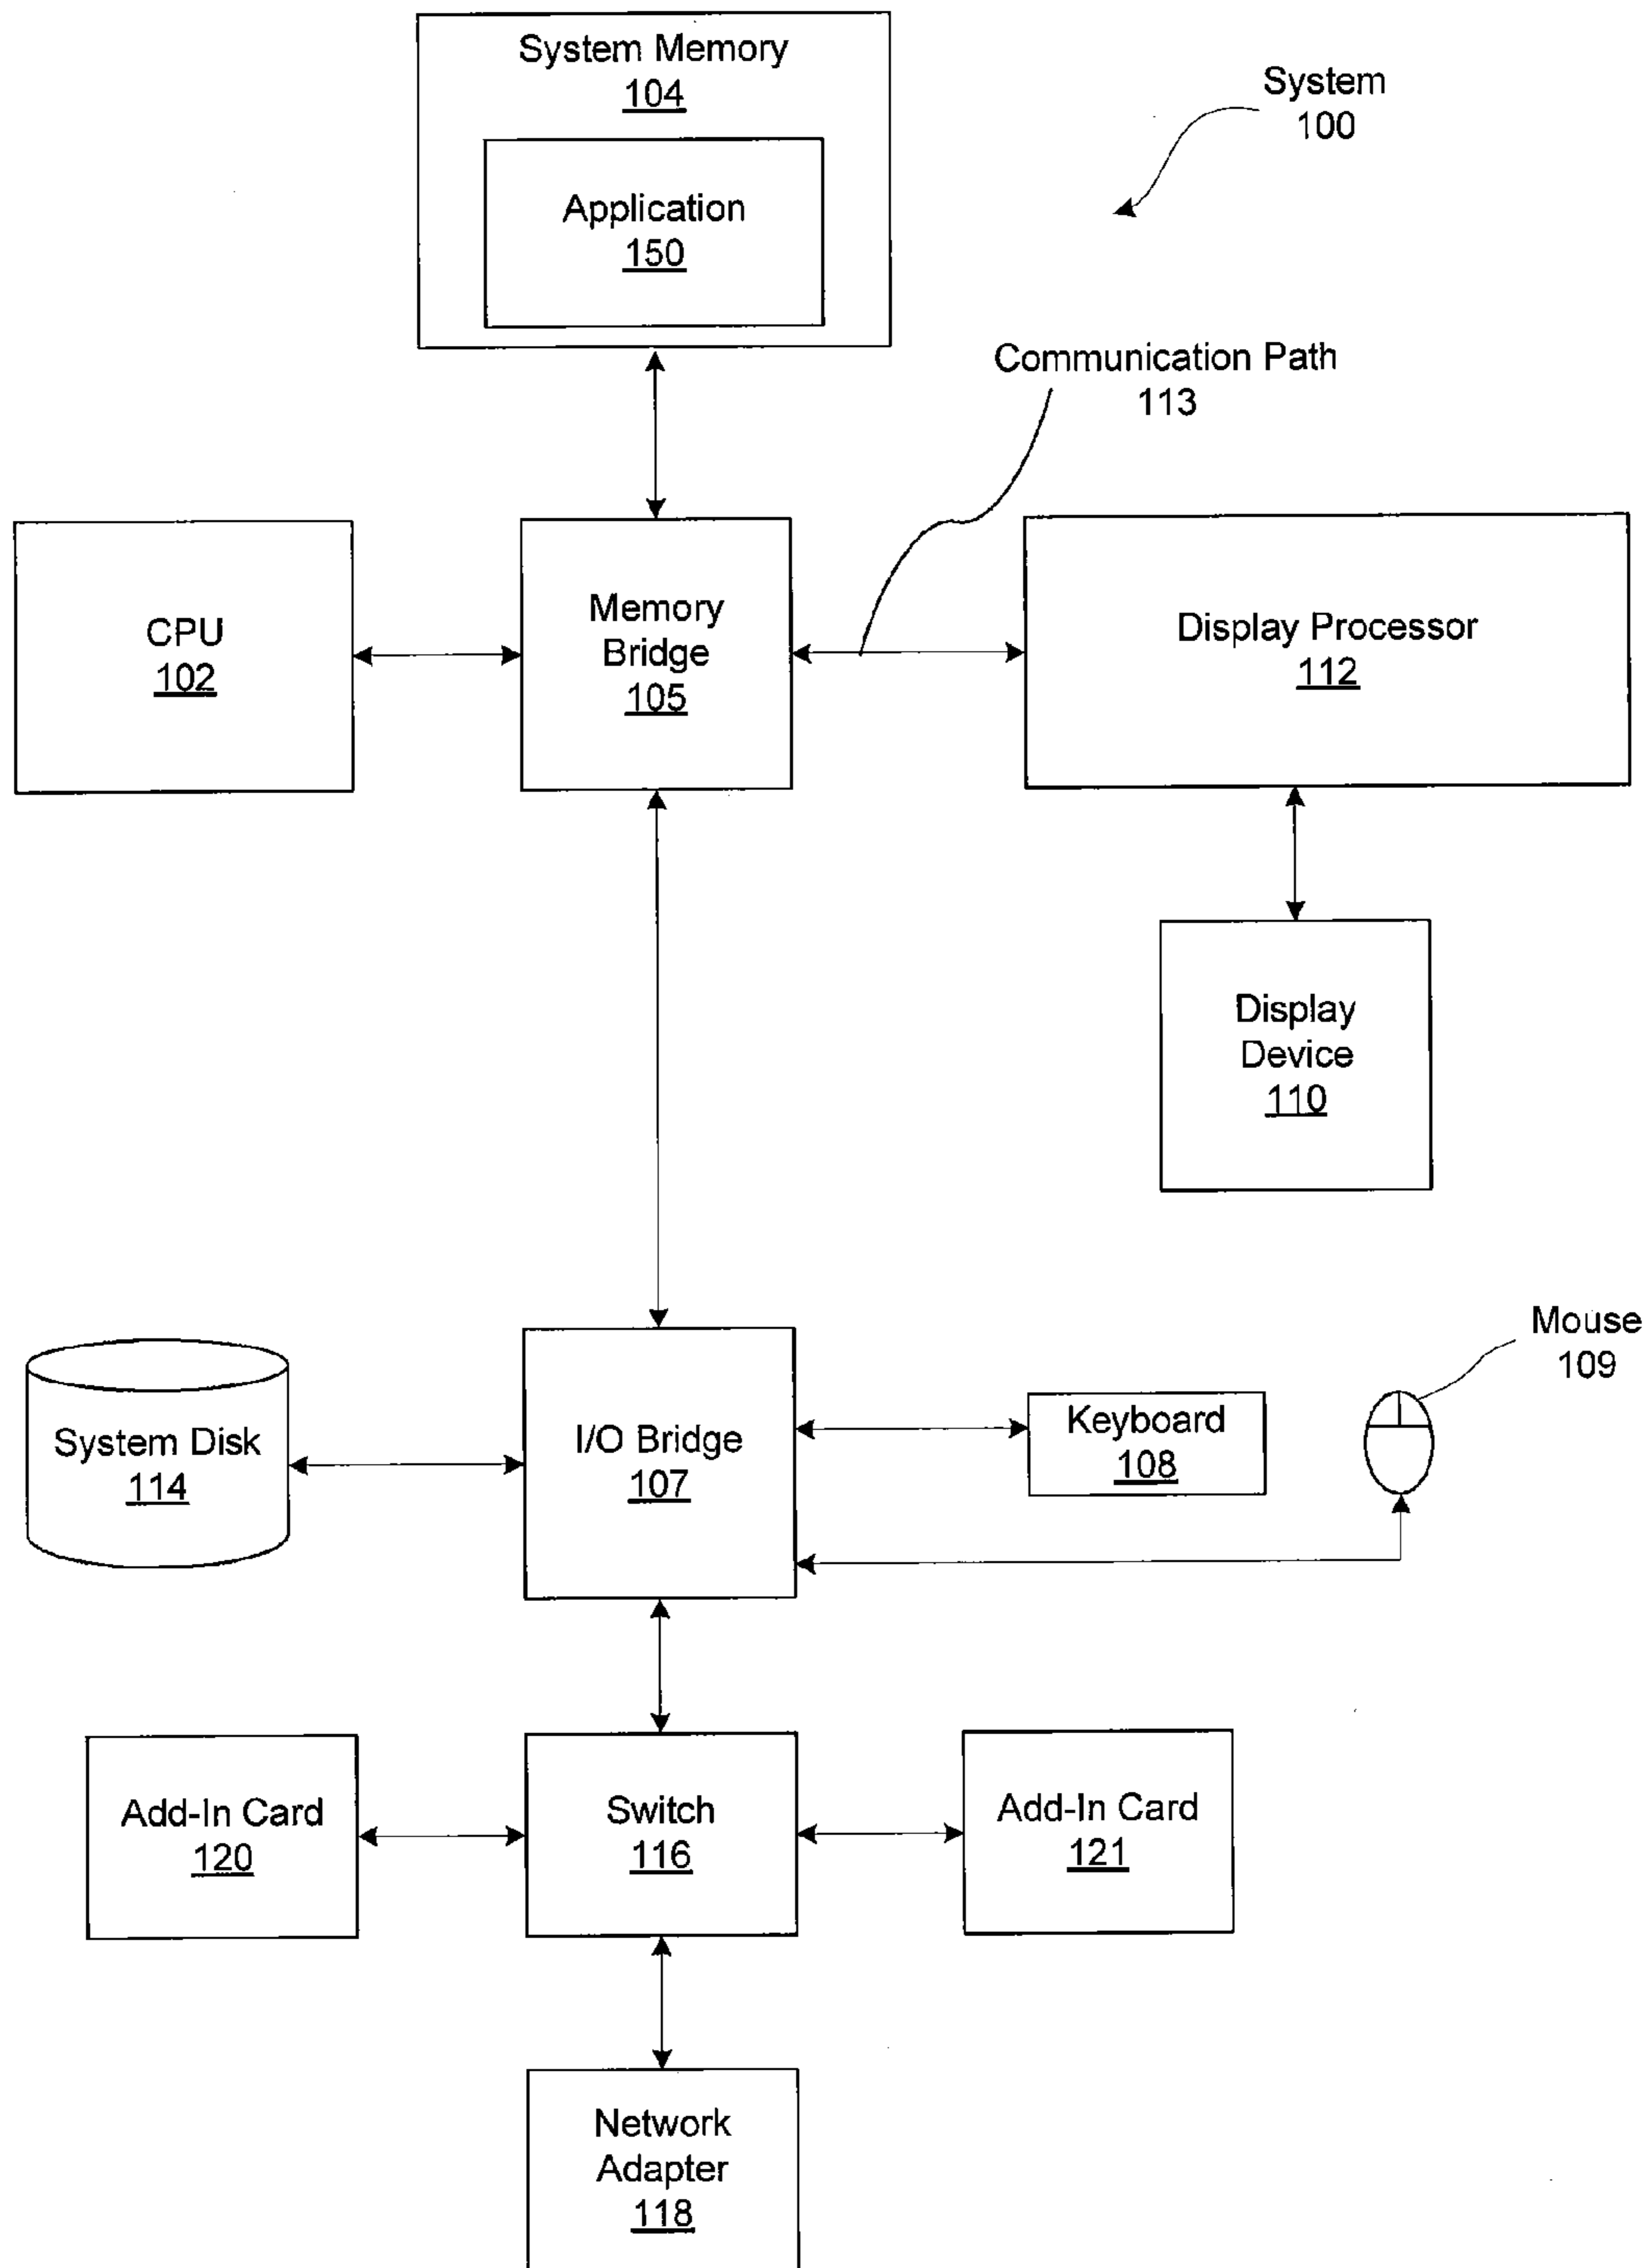 System Memory
104
System
100
Application
150
Communication Path
113
CPU
102
Memory
Bridge
105
Display Processor
112
Display
Device
110
Mouse
109
System Disk
114
I/O Bridge
107
Keyboard
108
Add-In Card
120
Switch
116
Add-In Card
121
Network
Adapter
118